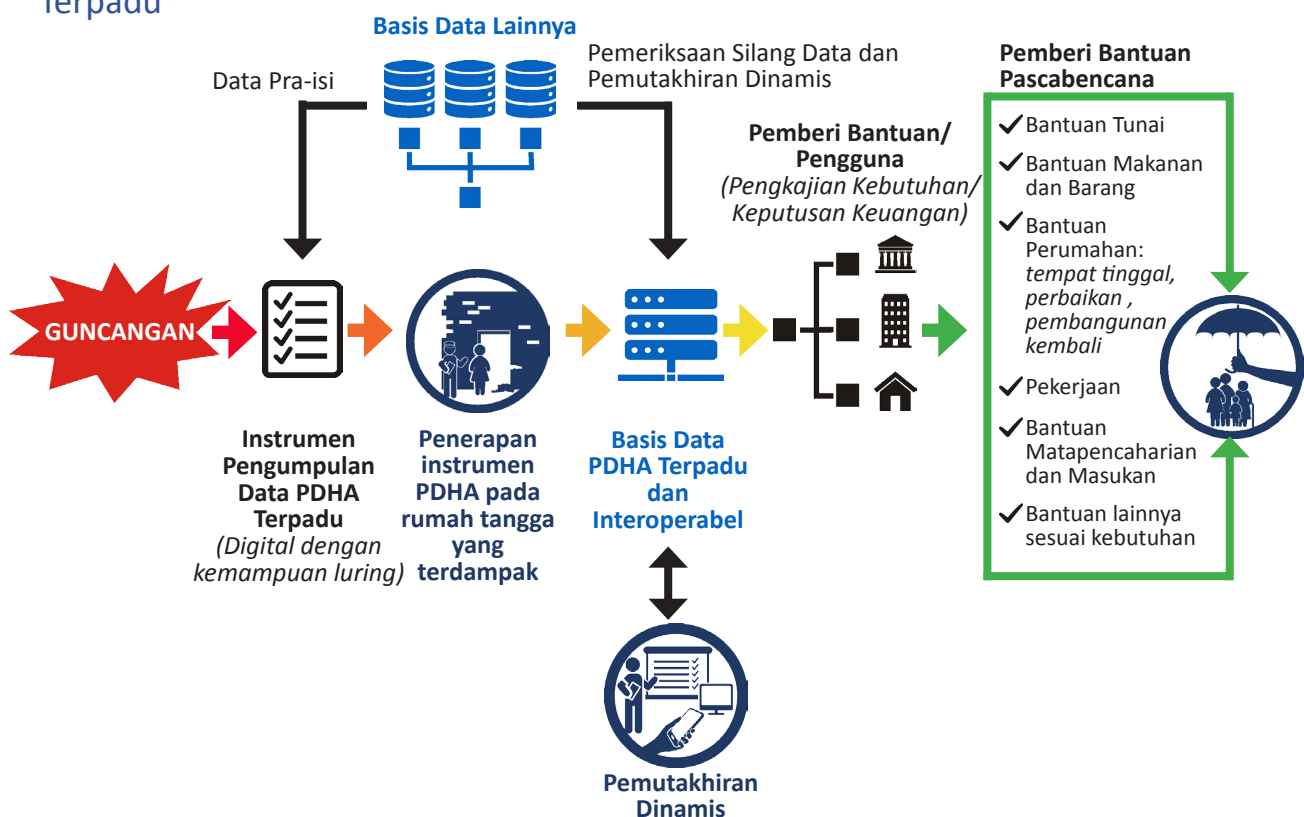 Terpadu
Basis Data Lainnya
Data Pra-isi
Pemeriksaan Silang Data dan
Pemutakhiran Dinamis
Pemberi Bantuan/
Pengguna
(Pengkajian Kebutuhan/
Keputusan Keuangan)
Pemberi Bantuan
Pascabencana
Bantuan Tunai
Bantuan Makanan
dan Barang
Bantuan
Perumahan:
tempat tinggal,
perbaikan ,
pembangunan
kembali
Pekerjaan
Bantuan
Matapencaharian
dan Masukan
Bantuan lainnya
sesuai kebutuhan
GUNCANGAN
Instrumen
Pengumpulan
Data PDHA
Terpadu
(Digital dengan
kemampuan luring)
Penerapan
instrumen
PDHA pada
rumah tangga
yang
terdampak
Basis Data
PDHA Terpadu
dan
Interoperabel
Pemutakhiran
Dinamis